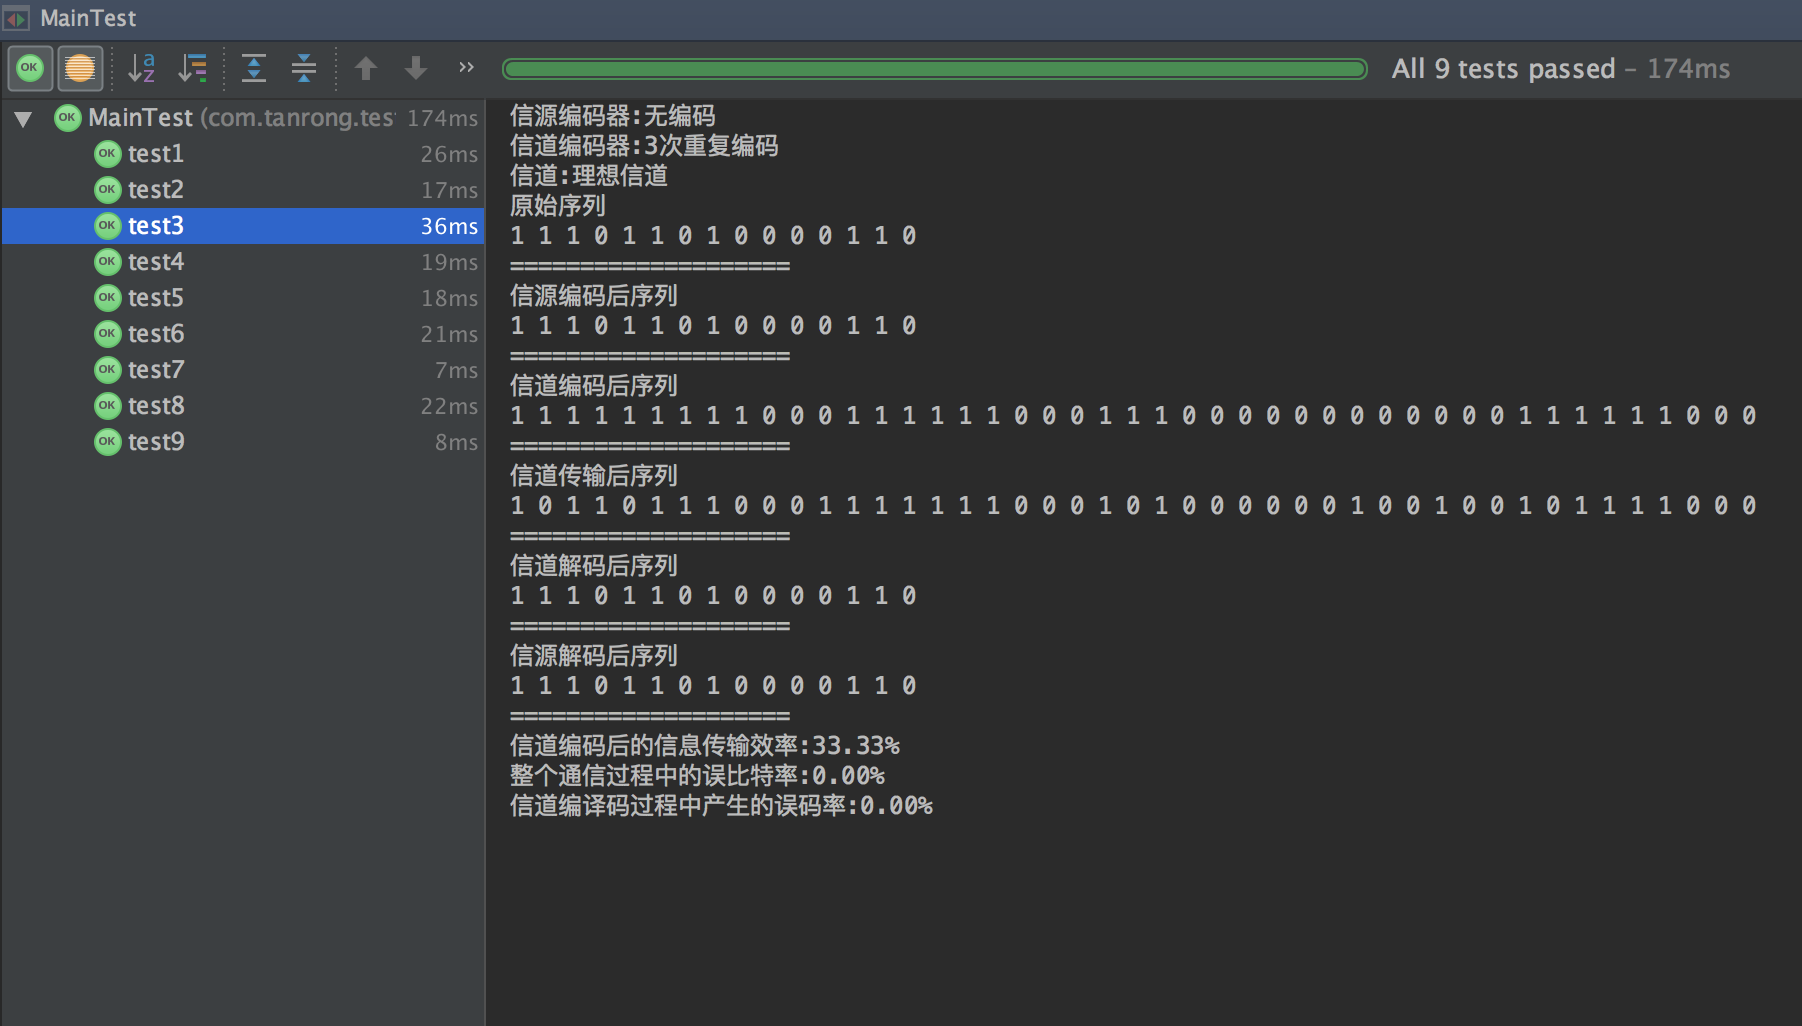 MainTest
All 9 tests passed – 174ms
MainTest (com.tanrong.tes 174ms
OK test1 26ms
OK test2 17ms
OK test3 36ms
OK test4 19ms
OK test5 18ms
OK test6 21ms
OK test7 7ms
OK test8 22ms
OK test9 8ms
信源编码器:无编码
信道编码器:3次重复编码
信道:理想信道
原始序列
1 1 1 0 1 1 0 1 0 0 0 0 1 1 0
====================
信源编码后序列
1 1 1 0 1 1 0 1 0 0 0 0 1 1 0
====================
信道编码后序列
1 1 1 1 1 1 1 1 1 0 0 0 1 1 1 1 1 1 0 0 0 1 1 1 0 0 0 0 0 0 0 0 0 0 0 0 1 1 1 1 1 1 0 0 0
====================
信道传输后序列
1 0 1 1 0 1 1 1 0 0 0 1 1 1 1 1 1 1 0 0 0 1 0 1 0 0 0 0 0 0 1 0 0 1 0 0 1 0 1 1 1 1 0 0 0
====================
信道解码后序列
1 1 1 0 1 1 0 1 0 0 0 0 1 1 0
====================
信源解码后序列
1 1 1 0 1 1 0 1 0 0 0 0 1 1 0
====================
信道编码后的信息传输效率:33.33%
整个通信过程中的误比特率:0.00%
信道编译码过程中产生的误码率:0.00%